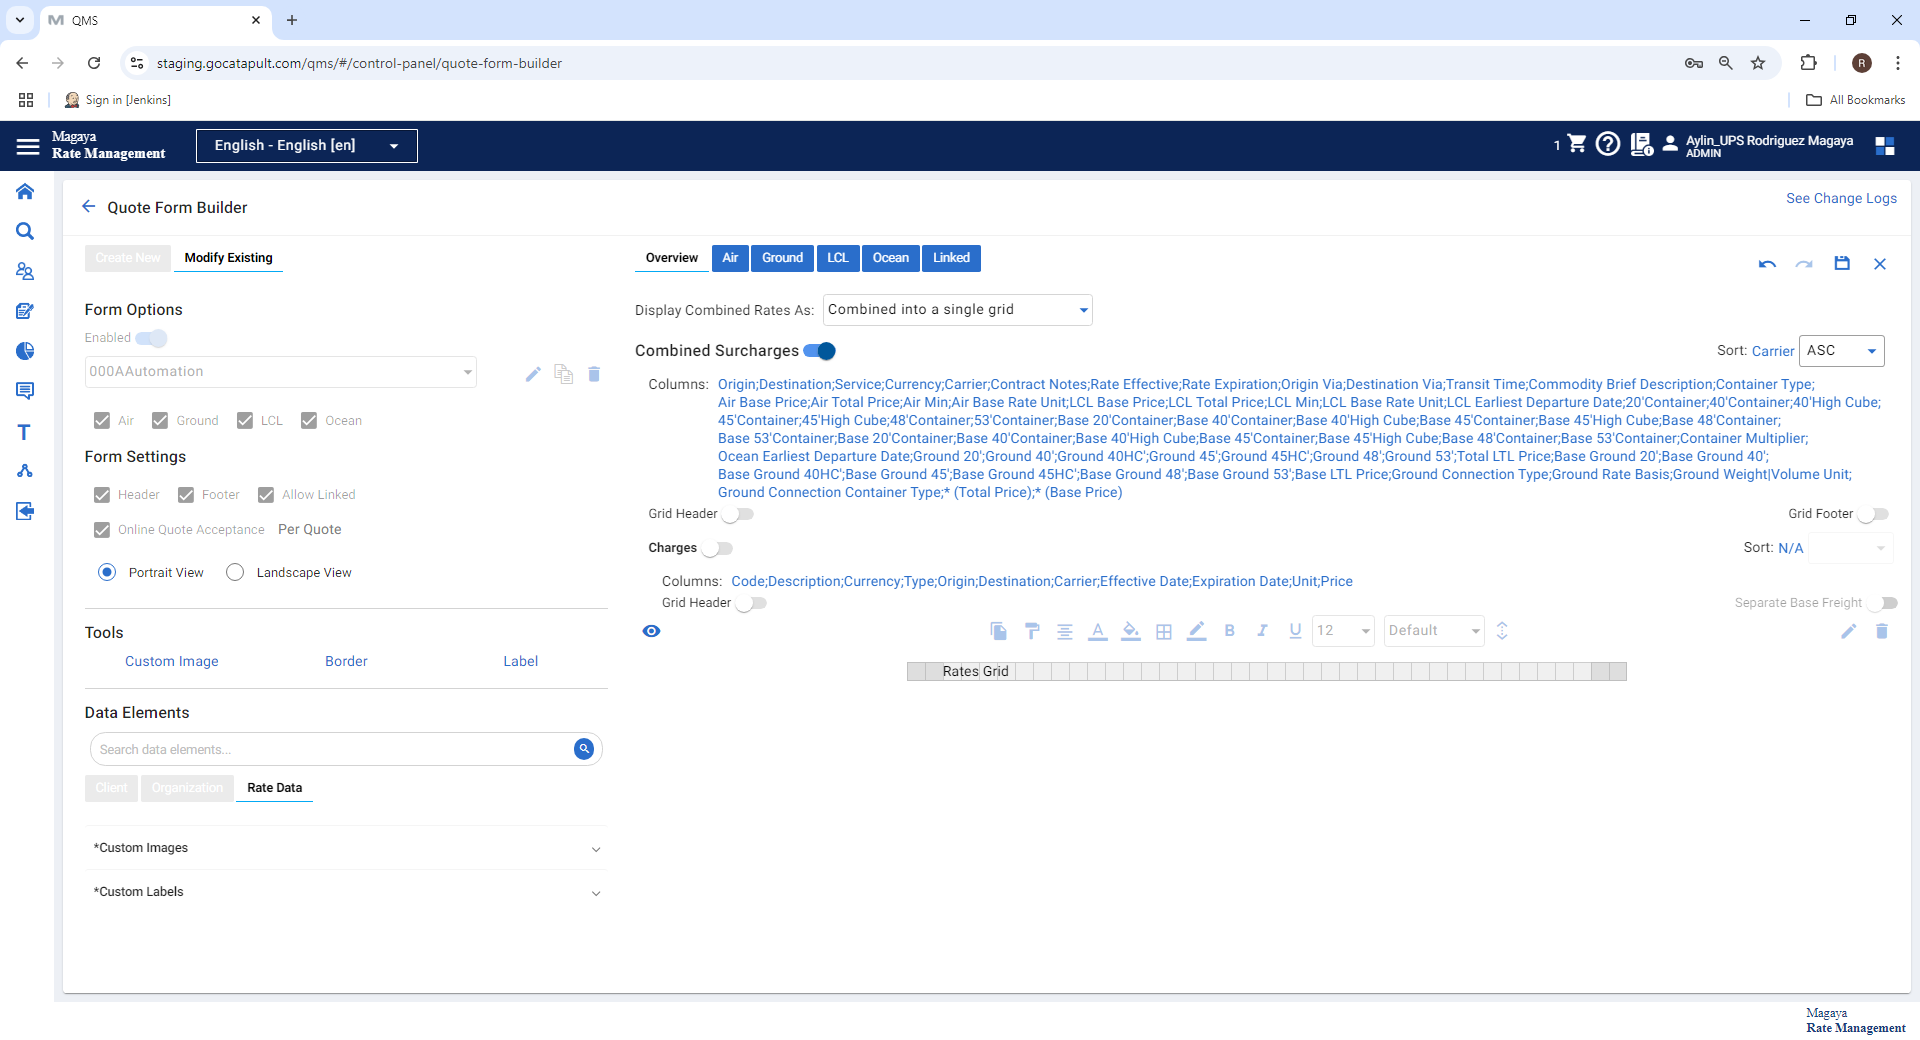 QMS
staging.gocatapult.com/qms/#/control-panel/quote-form-builder
R
Sign in [Jenkins]
All Bookmarks
Magaya
Rate Management
English - English [en]
1
Aylin_UPS Rodriguez Magaya
ADMIN
Quote Form Builder
See Change Logs
Create New
Modify Existing
Overview
Air
Ground
LCL
Ocean
Linked
Form Options
Enabled
000AAutomation
Air
Ground
LCL
Ocean
Form Settings
Header
Footer
Allow Linked
Online Quote Acceptance
Per Quote
Portrait View
Landscape View
Tools
Custom Image
Border
Label
Data Elements
Search data elements...
Client
Organization
Rate Data
*Custom Images
*Custom Labels
Display Combined Rates As:
Combined into a single grid
Combined Surcharges
Sort: Carrier
ASC
Columns:
Origin;Destination;Service;Currency;Carrier;Contract Notes;Rate Effective;Rate Expiration;Origin Via;Destination Via;Transit Time;Commodity Brief Description;Container Type;
Air Base Price;Air Total Price;Air Min;Air Base Rate Unit;LCL Base Price;LCL Total Price;LCL Min;LCL Base Rate Unit;LCL Earliest Departure Date;20'Container;40'Container;40'High Cube;
45'Container;45'High Cube;48'Container;53'Container;Base 20'Container;Base 40'Container;Base 40'High Cube;Base 45'Container;Base 45'High Cube;Base 48'Container;
Base 53'Container;Base 20'Container;Base 40'Container;Base 40'High Cube;Base 45'Container;Base 45'High Cube;Base 48'Container;Base 53'Container;Container Multiplier;
Ocean Earliest Departure Date;Ground 20';Ground 40';Ground 40HC';Ground 45';Ground 45HC';Ground 48';Ground 53';Total LTL Price;Base Ground 20';Base Ground 40';
Base Ground 40HC';Base Ground 45';Base Ground 45HC';Base Ground 48';Base Ground 53';Base LTL Price;Ground Connection Type;Ground Rate Basis;Ground Weight|Volume Unit;
Ground Connection Container Type;* (Total Price);* (Base Price)
Grid Header
Grid Footer
Charges
Sort: N/A
Columns:
Code;Description;Currency;Type;Origin;Destination;Carrier;Effective Date;Expiration Date;Unit;Price
Grid Header
Separate Base Freight
A
B
I
U
12
Default
Rates Grid
Magaya
Rate Management